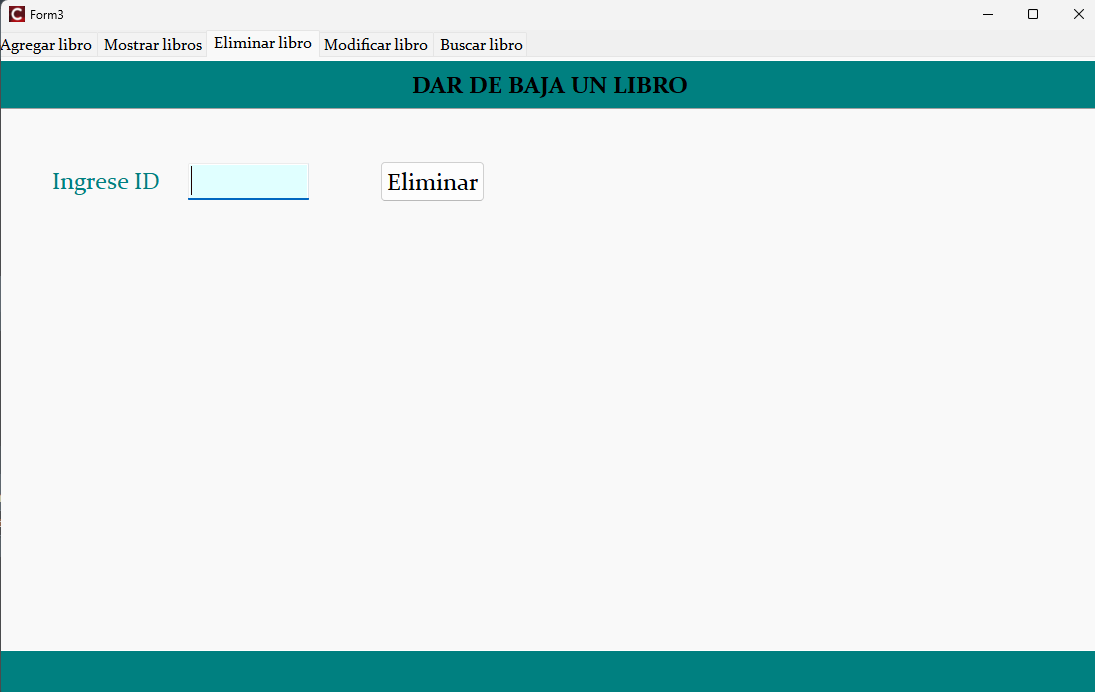 Form3
Agregar libro Mostrar libros Eliminar libro Modificar libro Buscar libro
DAR DE BAJA UN LIBRO
Ingrese ID Eliminar